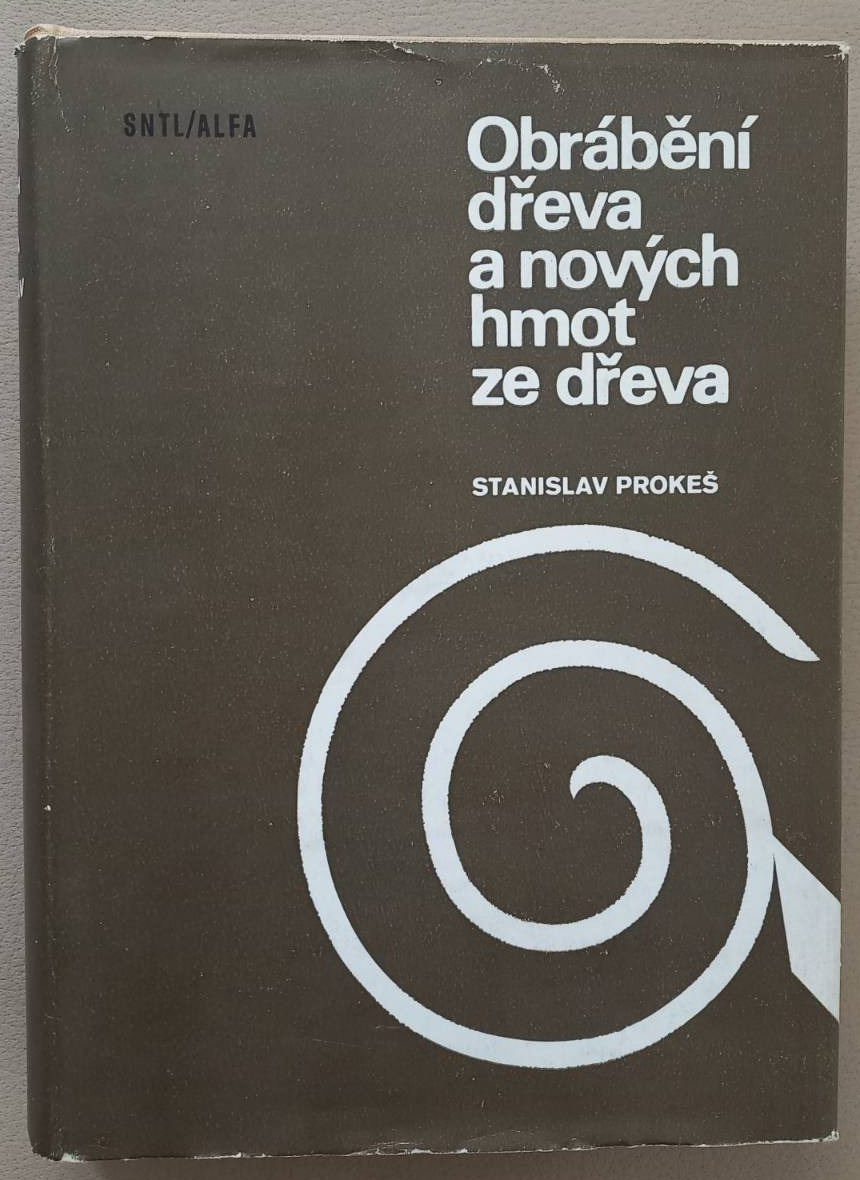 SNTL/ALFA
Obrábění
dřeva
a nových
hmot
ze dřeva
STANISLAV PROKEŠ